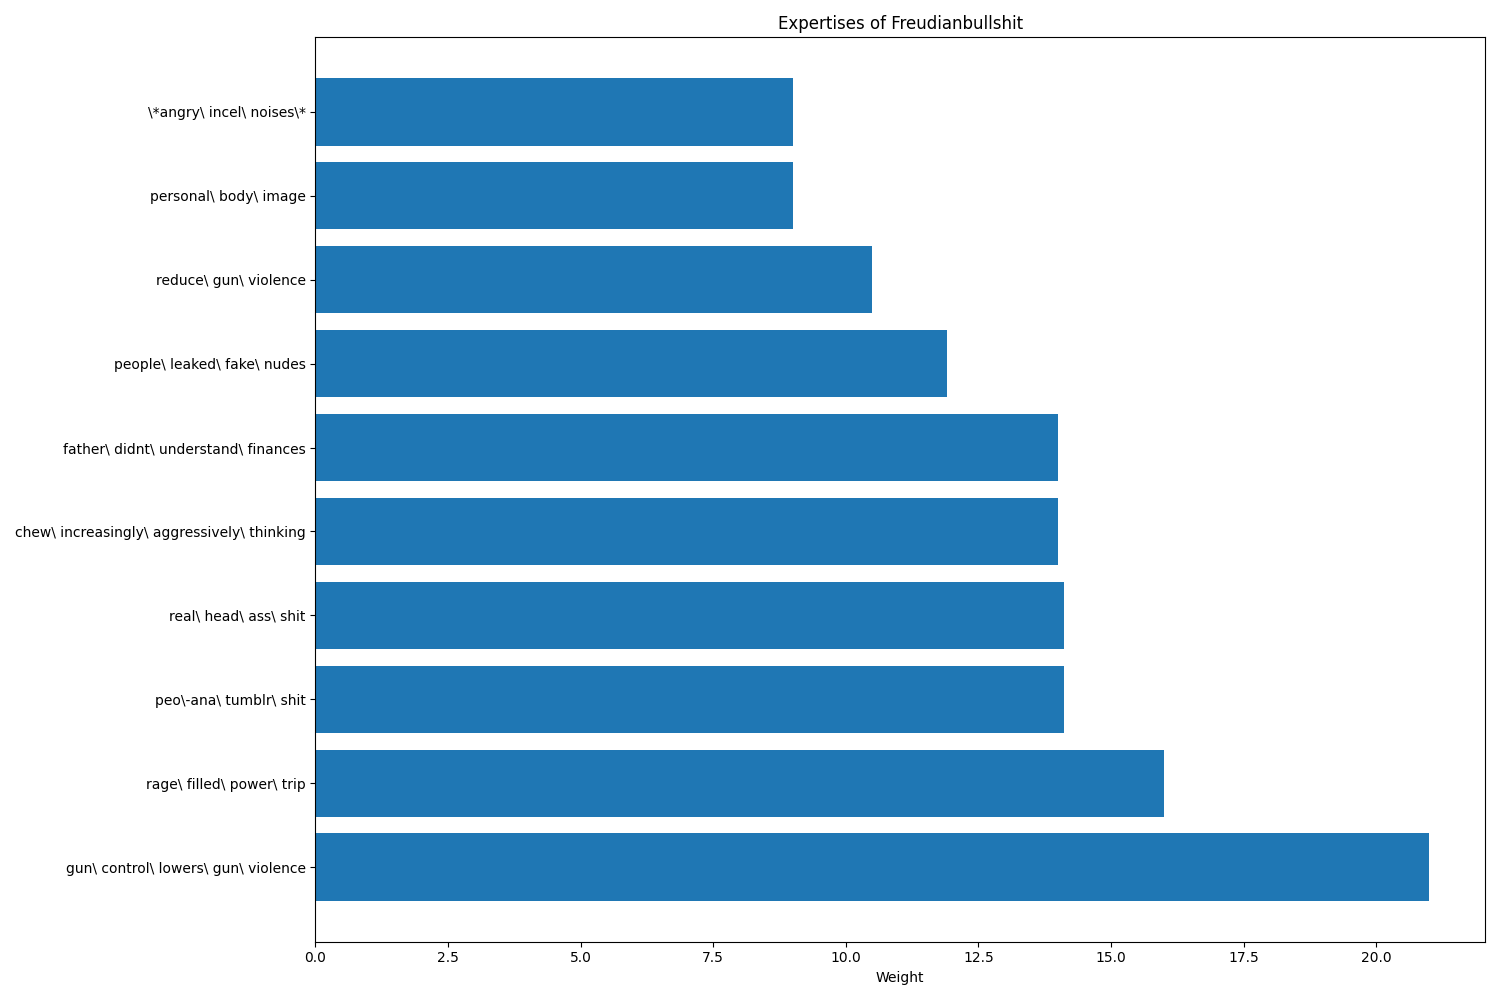 Expertises of Freudianbullshit
\*angry\ incel\ noises\*
personal\ body\ image
reduce\ gun\ violence
people\ leaked\ fake\ nudes
father\ didnt\ understand\ finances
chew\ increasingly\ aggressively\ thinking
real\ head\ ass\ shit
peo\-ana\ tumblr\ shit
rage\ filled\ power\ trip
gun\ control\ lowers\ gun\ violence
0.0 2.5 5.0 7.5 10.0 12.5 15.0 17.5 20.0
Weight